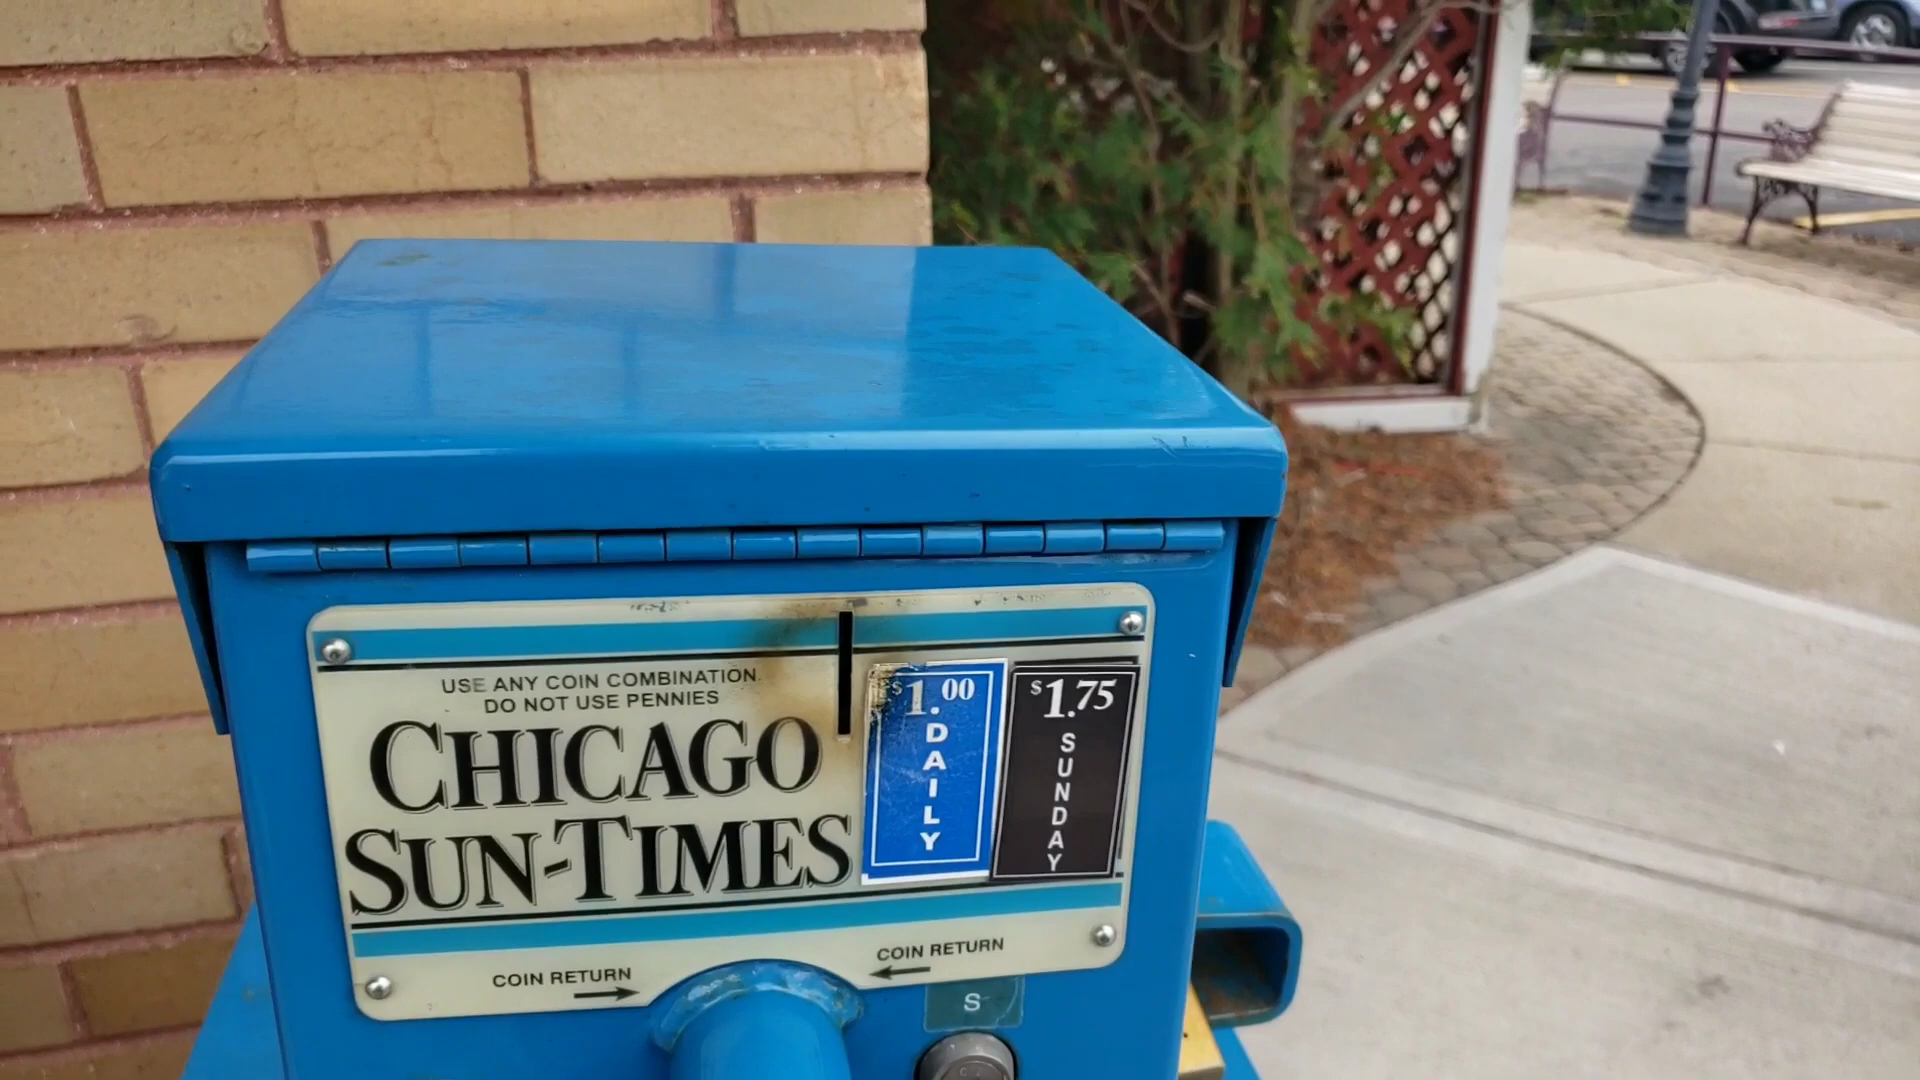 USE ANY COIN COMBINATION
DO NOT USE PENNIES
CHICAGO
SUN-TIMES
$1.00
DAILY
$1.75
SUNDAY
COIN RETURN
COIN RETURN
S